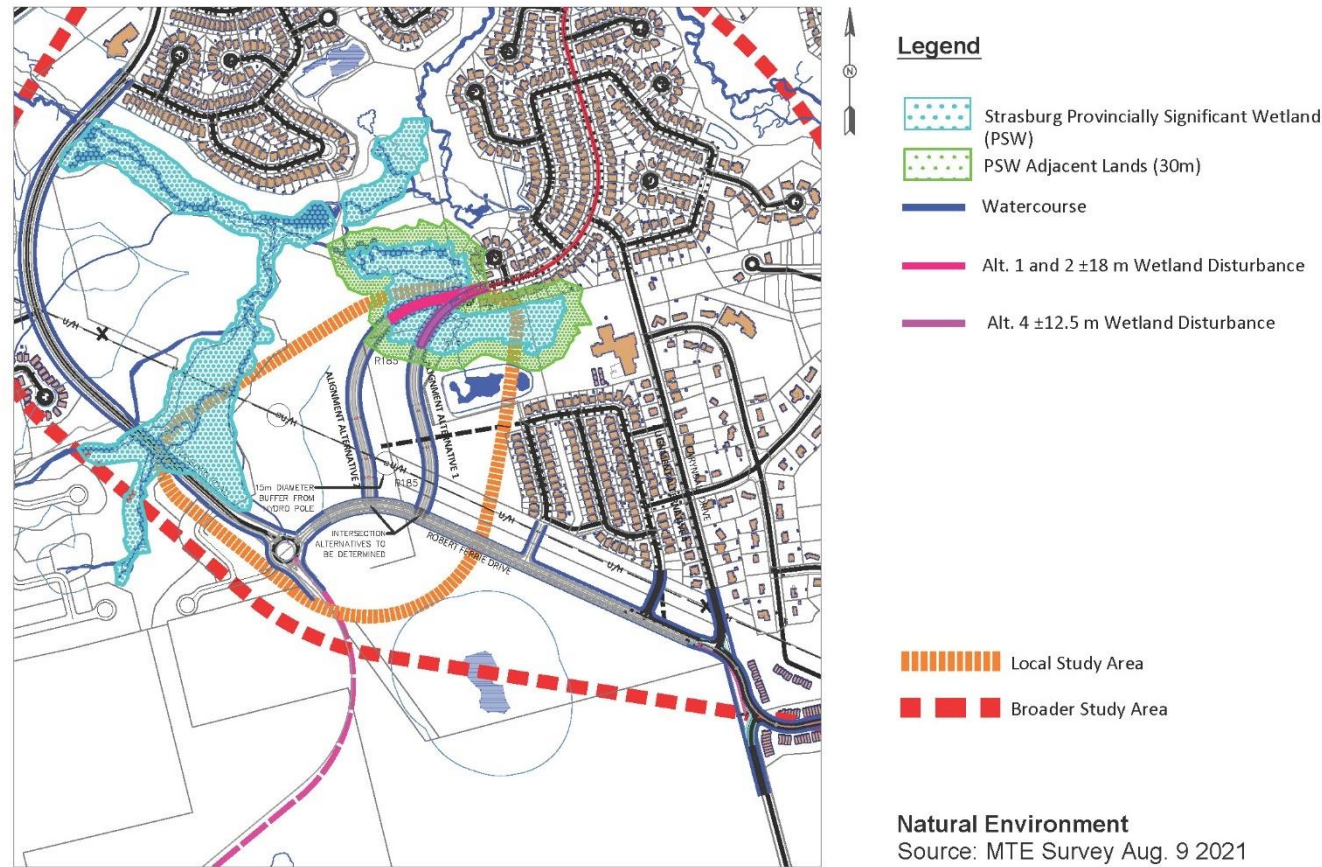 N
Legend
Strasburg Provincially Significant Wetland
(PSW)
PSW Adjacent Lands (30m)
Watercourse
Alt. 1 and 2 ±18 m Wetland Disturbance
Alt. 4 ±12.5 m Wetland Disturbance
Local Study Area
Broader Study Area
Natural Environment
Source: MTE Survey Aug. 9 2021
U/H
U/H
U/H
R185
ALIGNMENT ALTERNATIVE 2
ALIGNMENT ALTERNATIVE 1
R185
15m DIAMETER
BUFFER FROM
HYDRO POLE
INTERSECTION
ALTERNATIVES TO
BE DETERMINED
ROBERT FERRIE DRIVE
U/H
U/H
DRIVE